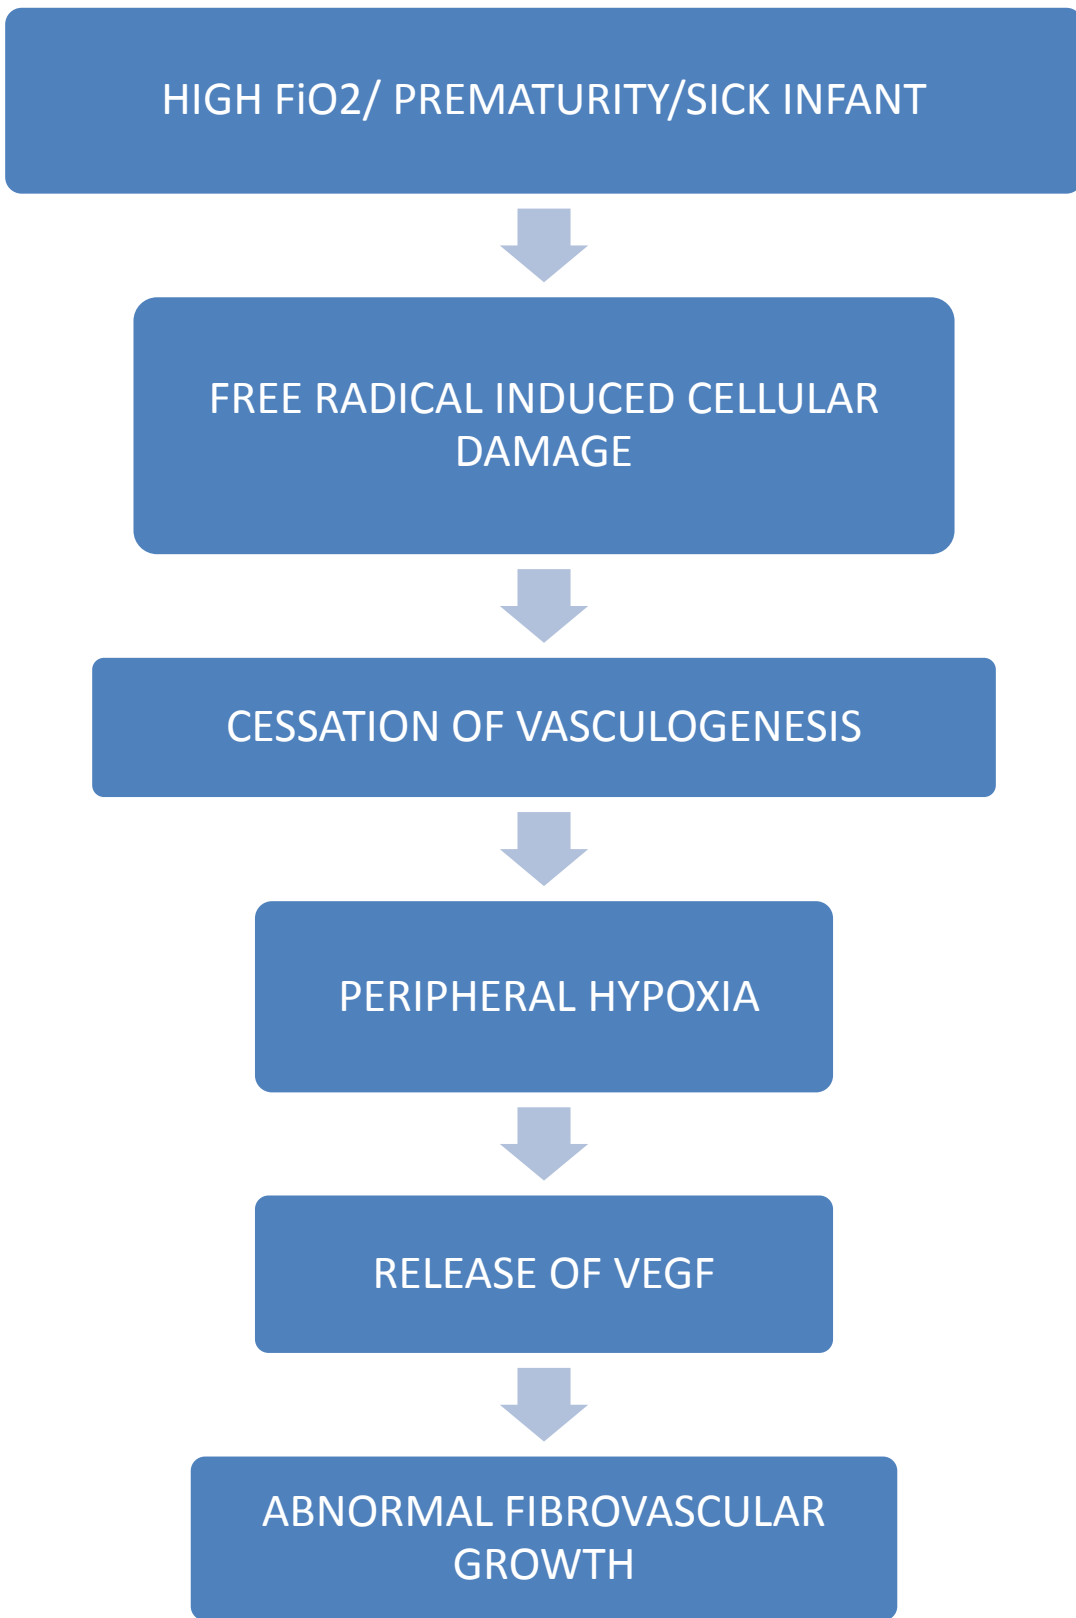 HIGH FiO2/ PREMATURITY/SICK INFANT
FREE RADICAL INDUCED CELLULAR
DAMAGE
CESSATION OF VASCULOGENESIS
PERIPHERAL HYPOXIA
RELEASE OF VEGF
ABNORMAL FIBROVASCULAR
GROWTH